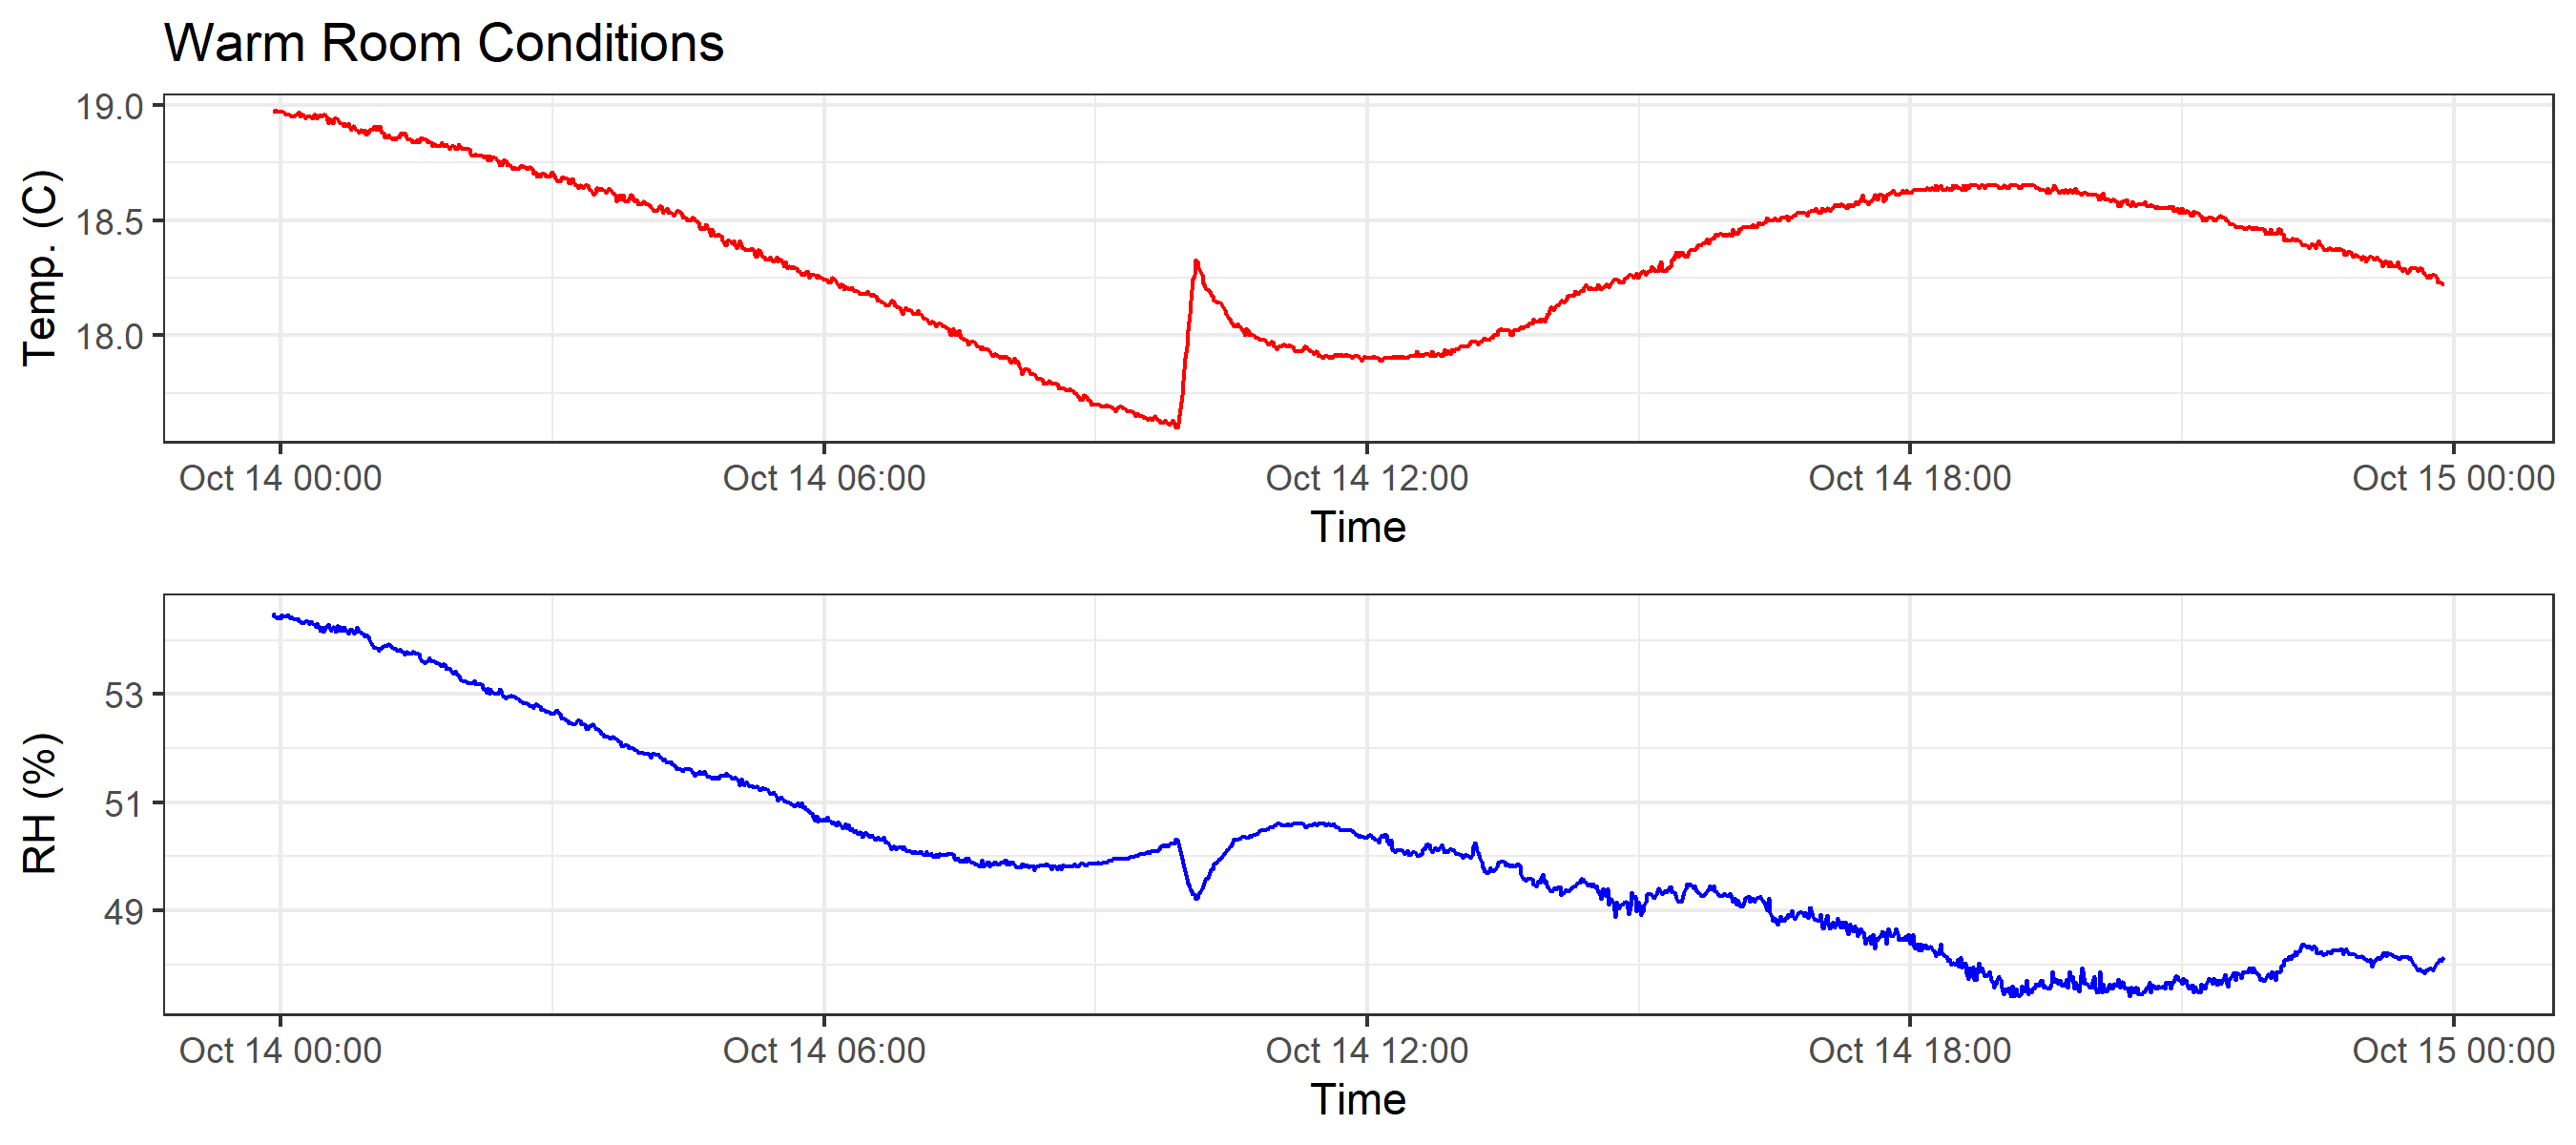 Warm Room Conditions
Temp. (C)
19.0
18.5
18.0
Oct 14 00:00 Oct 14 06:00 Oct 14 12:00 Oct 14 18:00 Oct 15 00:00
Time
RH (%)
53
51
49
Oct 14 00:00 Oct 14 06:00 Oct 14 12:00 Oct 14 18:00 Oct 15 00:00
Time